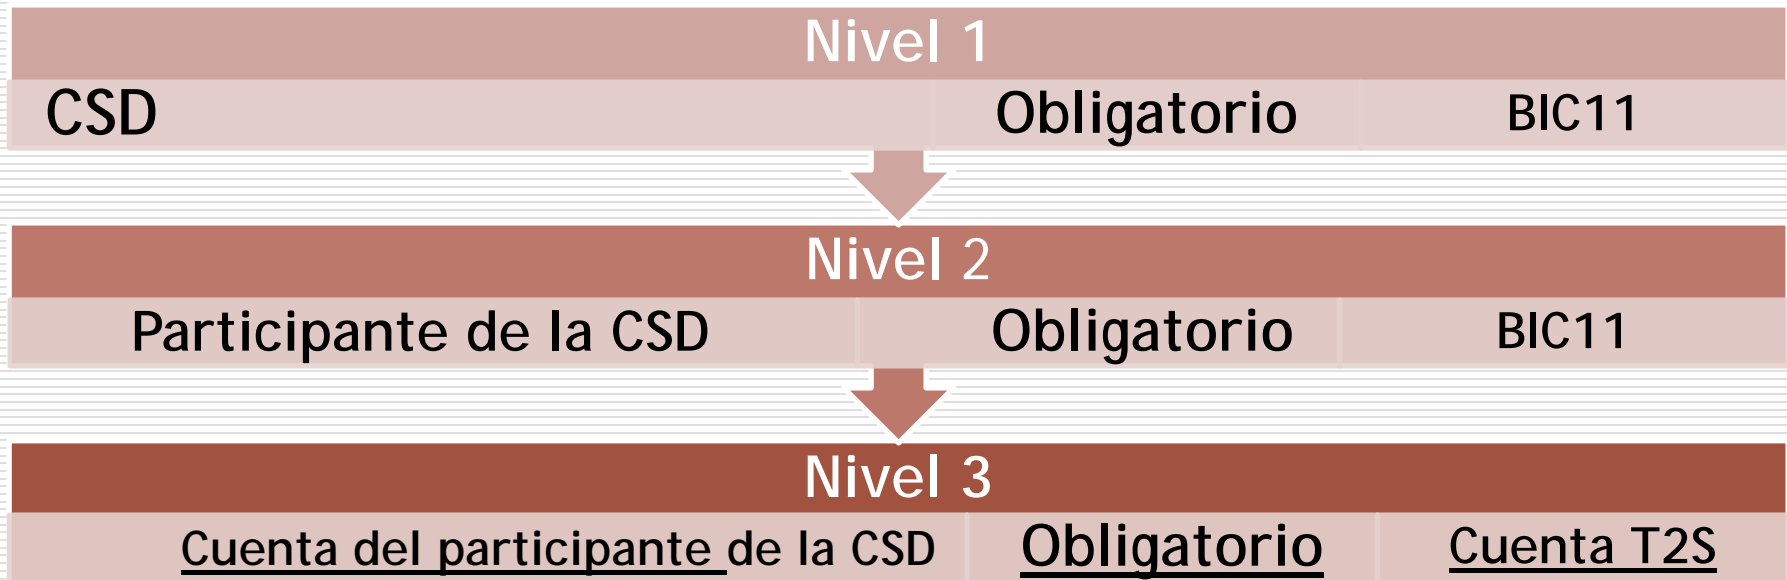 Nivel 1
CSD Obligatorio BIC11
Nivel 2
Participante de la CSD Obligatorio BIC11
Nivel 3
Cuenta del participante de la CSD Obligatorio Cuenta T2S